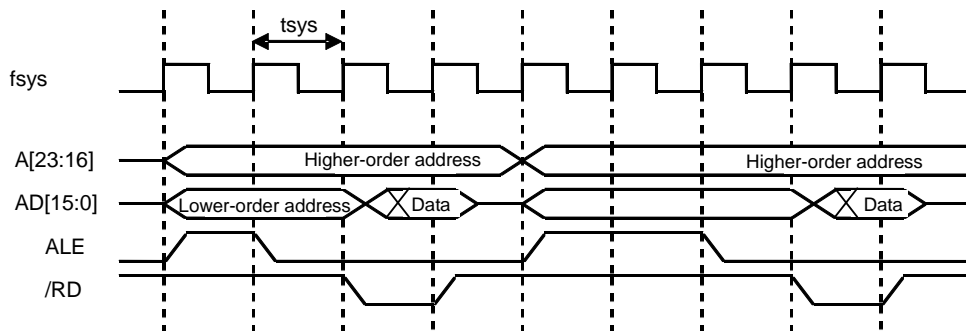 tsys
fsys
A[23:16] Higher-order address Higher-order address
AD[15:0] Lower-order address Data Data
ALE
/RD